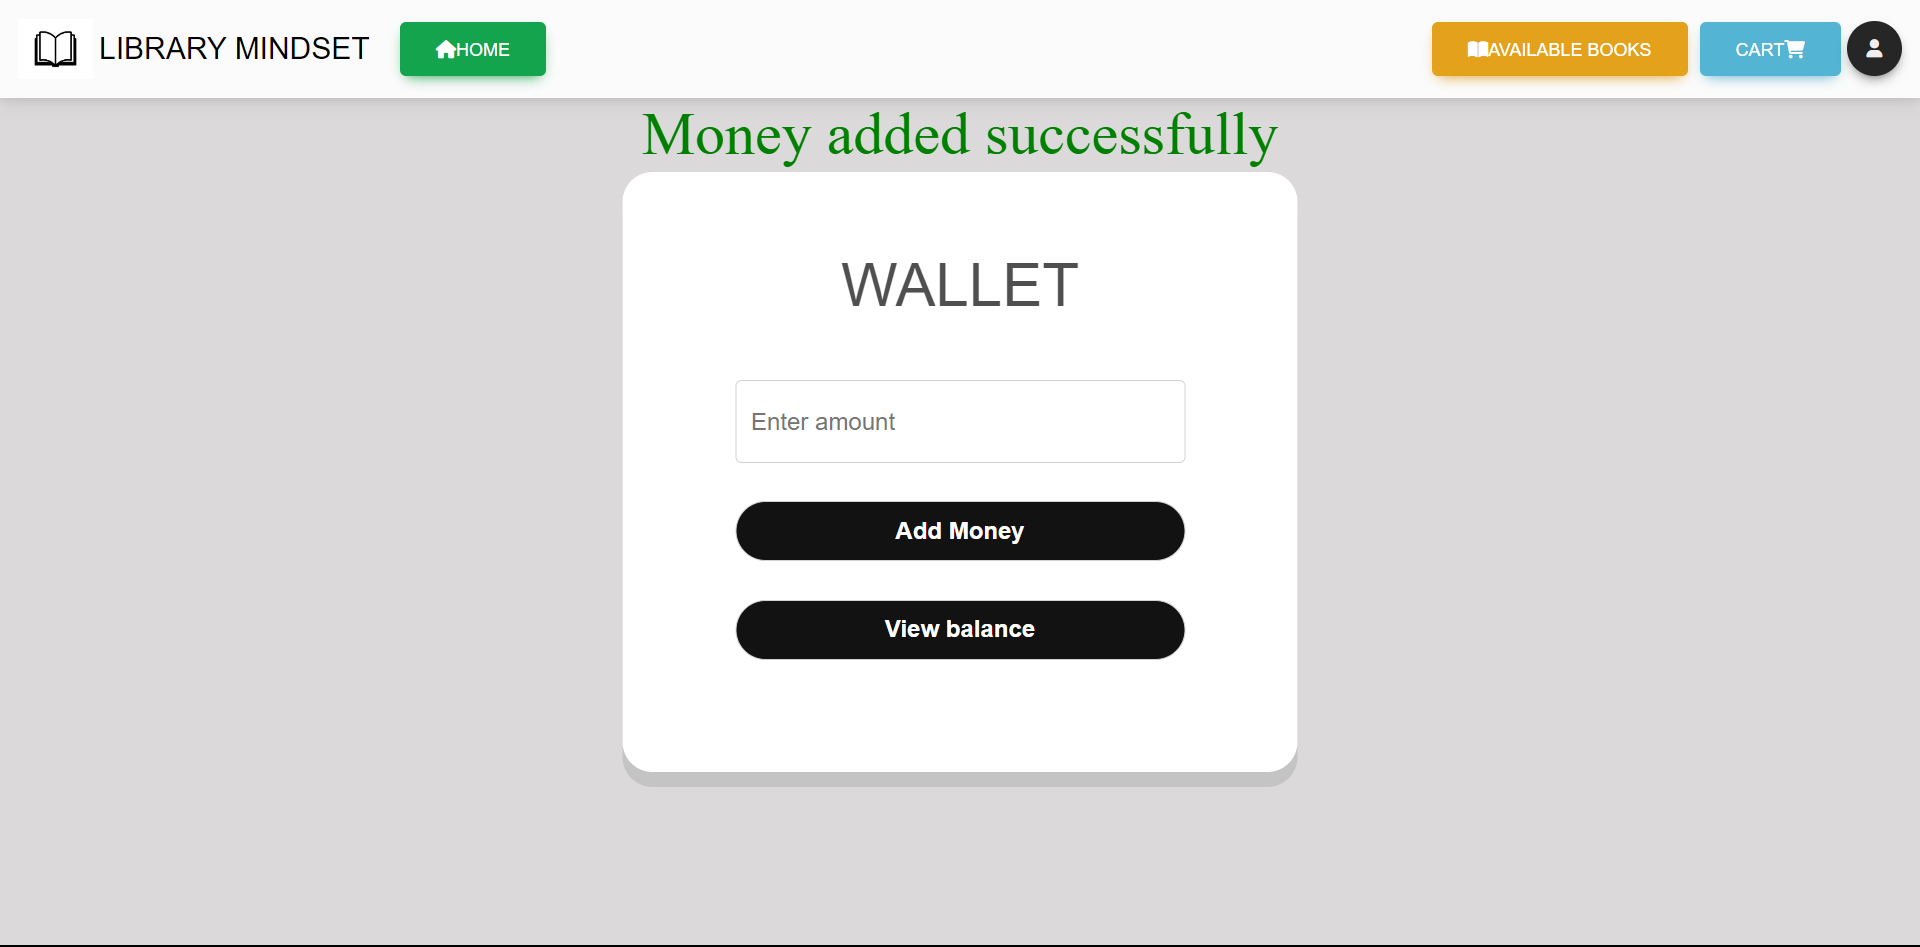 LIBRARY MINDSET
HOME
AVAILABLE BOOKS
CART
Money added successfully
WALLET
Enter amount
Add Money
View balance